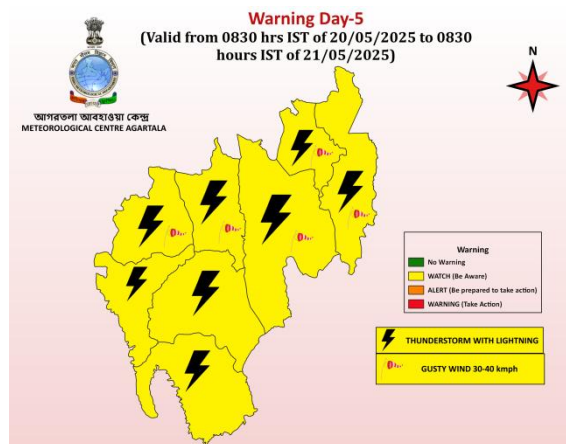 Warning Day-5
(Valid from 0830 hrs IST of 20/05/2025 to 0830
hours IST of 21/05/2025)
N
আগরতলা আবহাওয়া কেন্দ্র
METEOROLOGICAL CENTRE AGARTALA
Warning
No Warning
WATCH (Be Aware)
ALERT (Be prepared to take action)
WARNING (Take Action)
THUNDERSTORM WITH LIGHTNING
GUSTY WIND 30-40 kmph